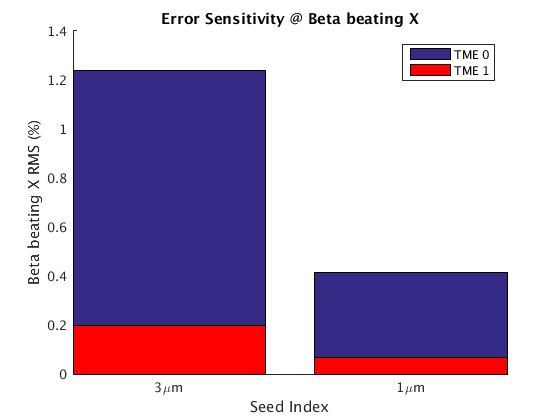 Error Sensitivity @ Beta beating X
TME 0
TME 1
Beta beating X RMS (%)
1.4
1.2
1
0.8
0.6
0.4
0.2
0
3μm
1μm
Seed Index